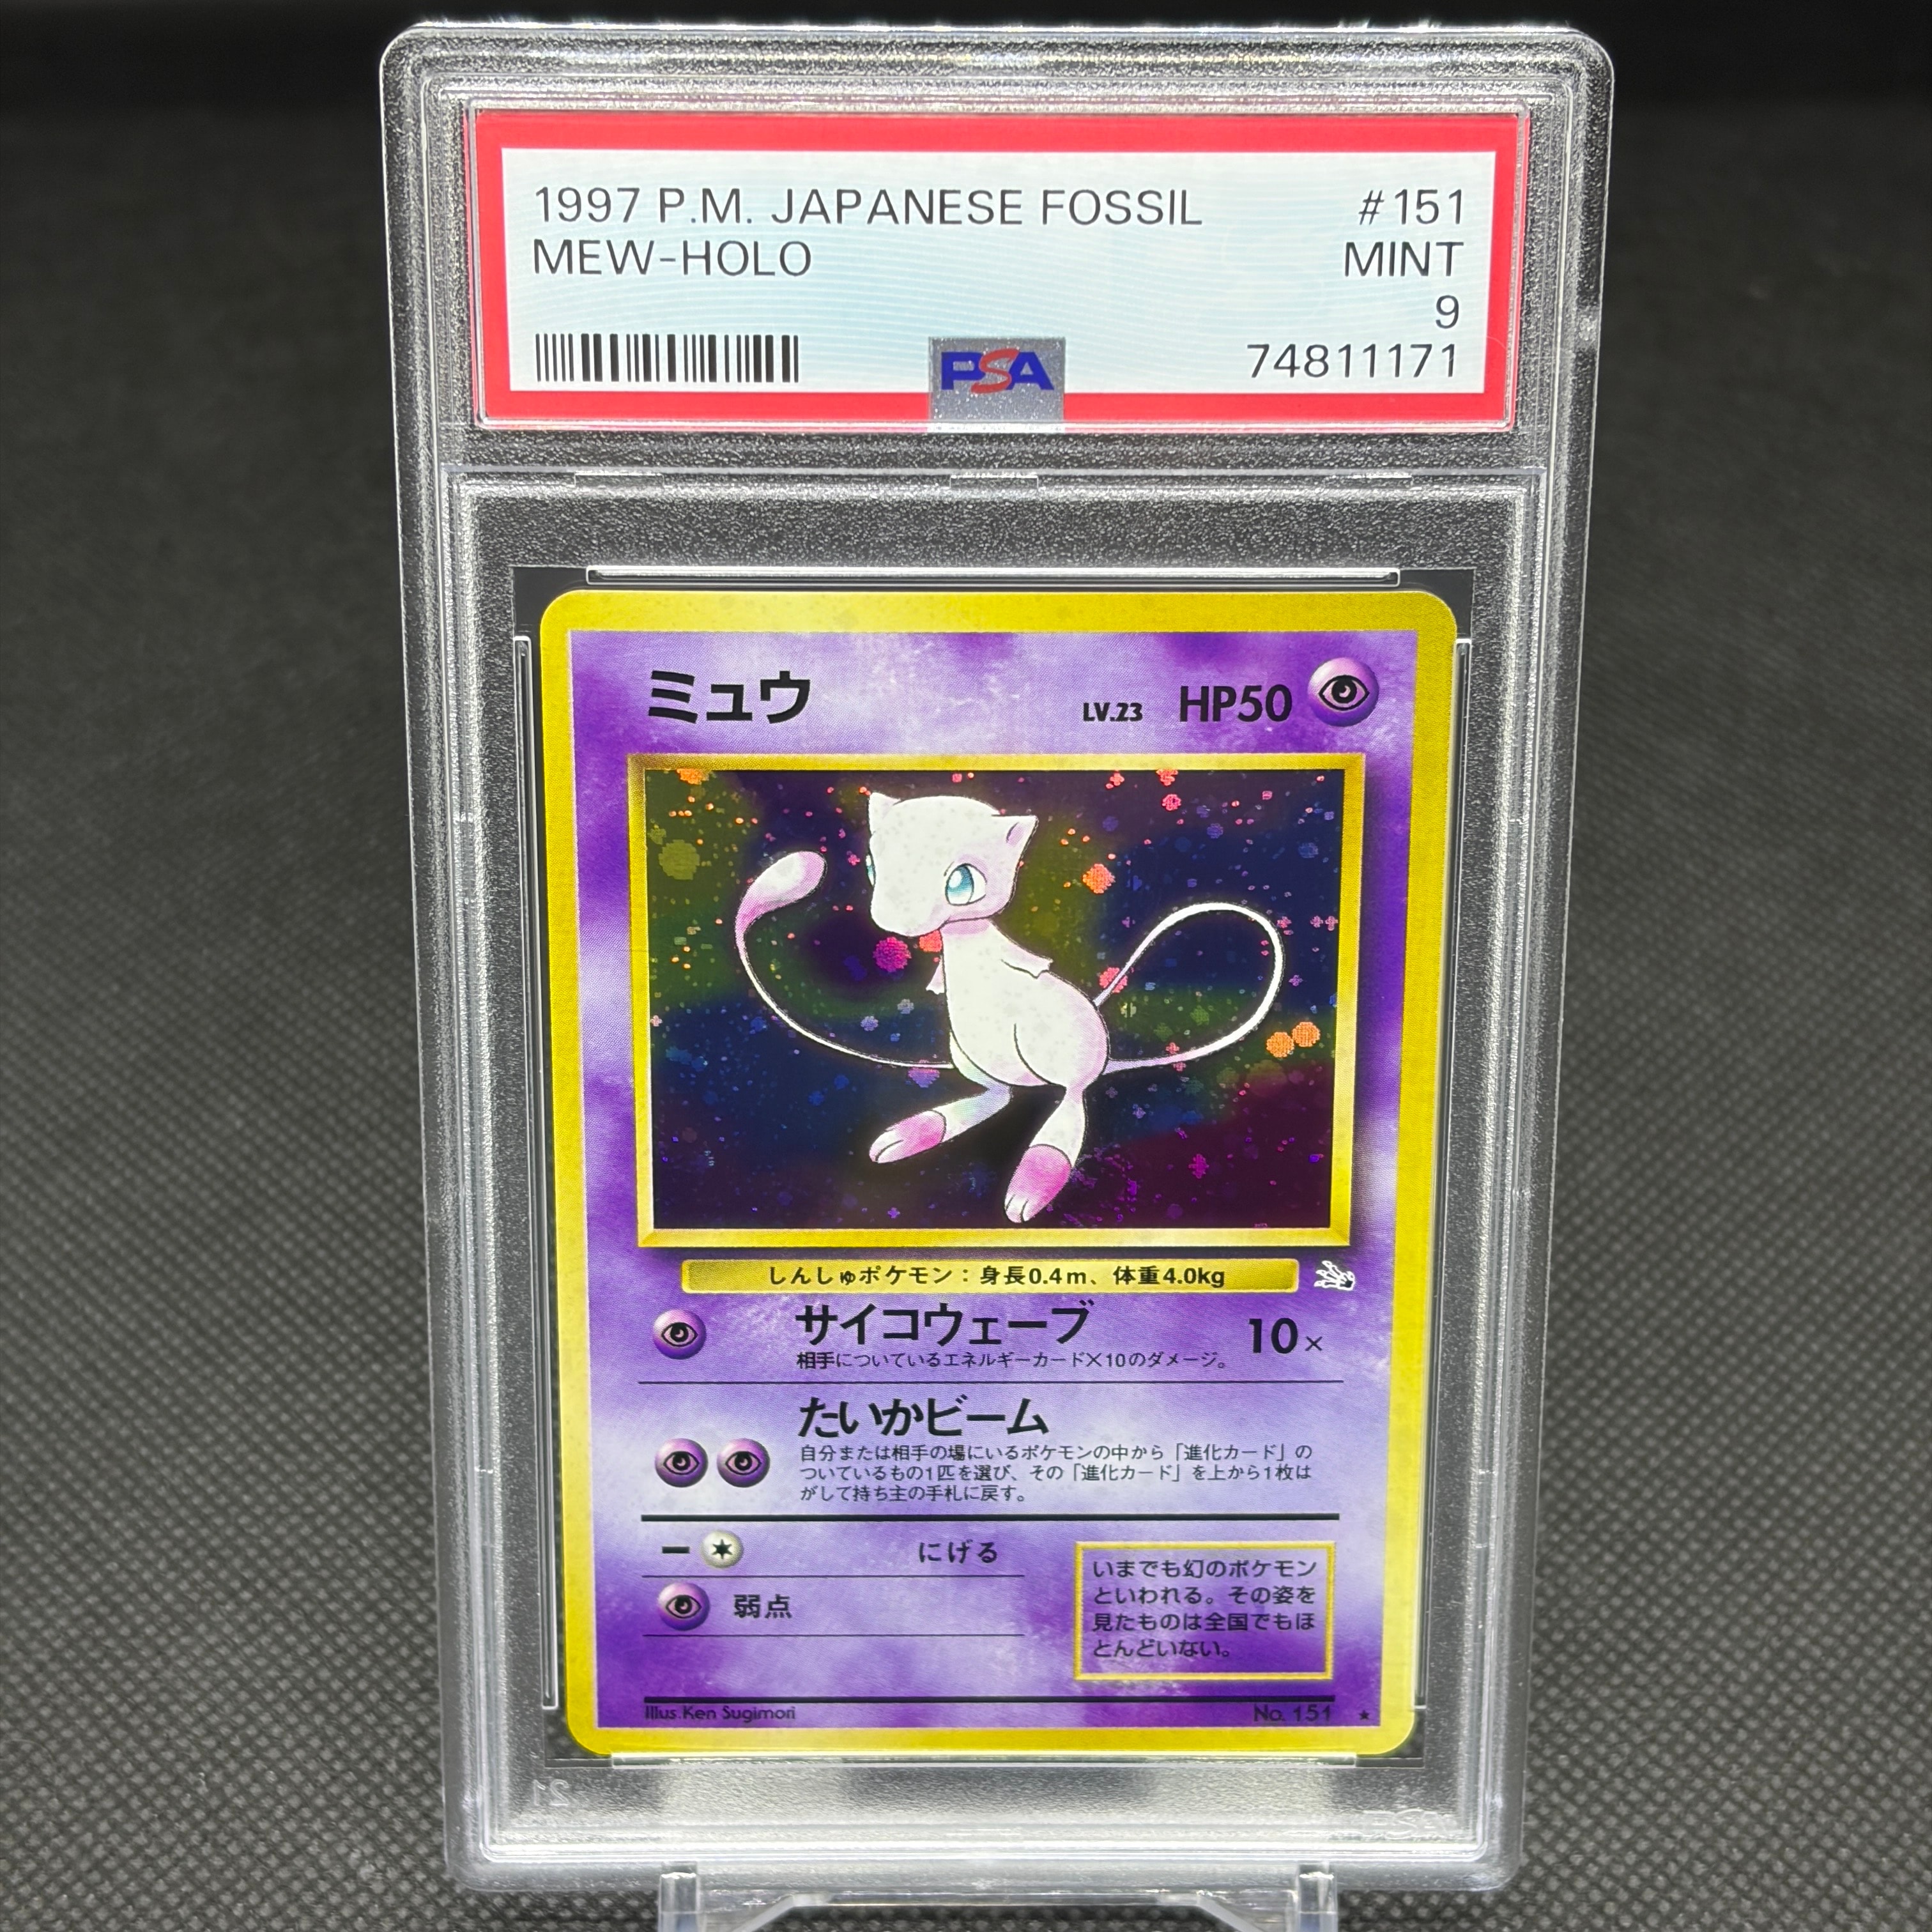 1997 P.M. JAPANESE FOSSIL #151
MEW-HOLO MINT
9
PSA 74811171
ミュウ LV.23 HP50
しんしゅポケモン：身長0.4m、体重4.0kg
サイコウェーブ 10×
相手についているエネルギーカード×10のダメージ。
たいかビーム
自分または相手の場にいるポケモンの中から「進化カード」の
ついているもの1匹を選び、その「進化カード」を上から1枚は
がして持ち主の手札に戻す。
ー にげる
弱点
いまでも幻のポケモン
といわれる。その姿を
見たものは全国でもほ
とんどいない。
Illus.Ken Sugimori No. 151 ★